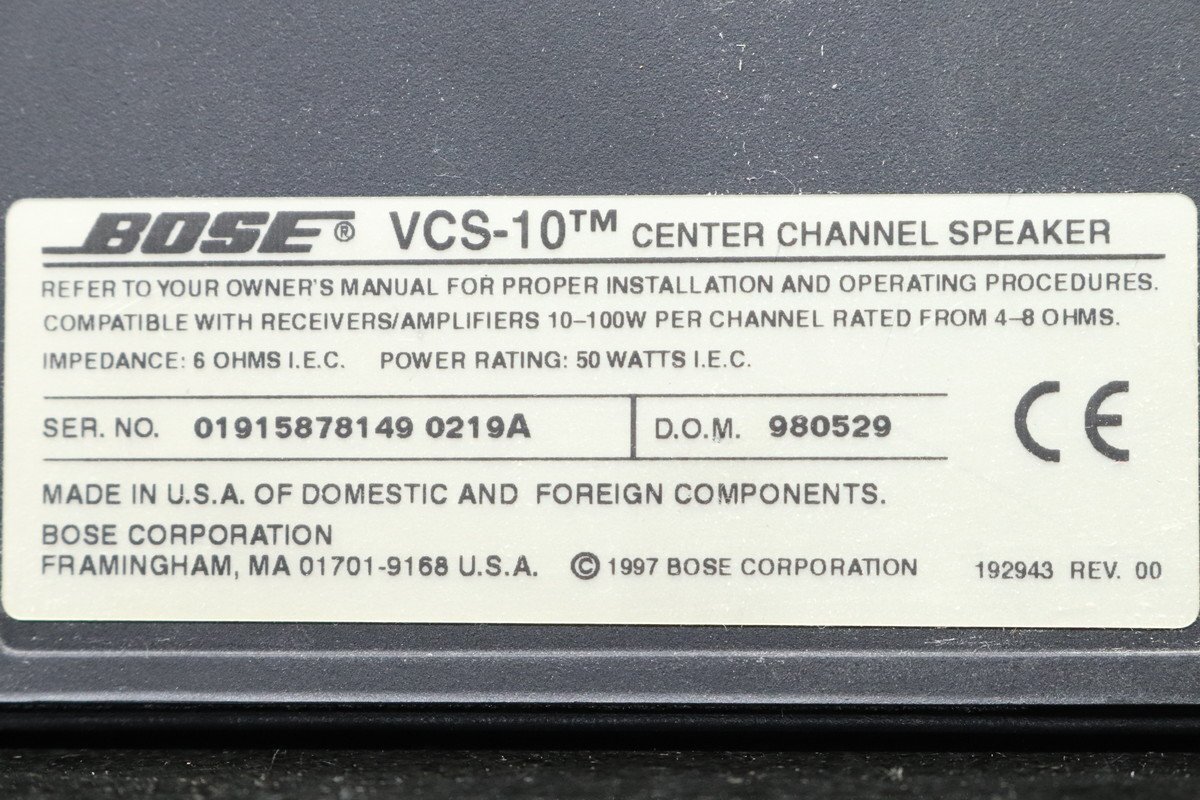 BOSE® VCS-10™ CENTER CHANNEL SPEAKER
REFER TO YOUR OWNER'S MANUAL FOR PROPER INSTALLATION AND OPERATING PROCEDURES.
COMPATIBLE WITH RECEIVERS/AMPLIFIERS 10–100W PER CHANNEL RATED FROM 4–8 OHMS.
IMPEDANCE: 6 OHMS I.E.C. POWER RATING: 50 WATTS I.E.C.
SER. NO. 01915878149 0219A D.O.M. 980529
CE
MADE IN U.S.A. OF DOMESTIC AND FOREIGN COMPONENTS.
BOSE CORPORATION
FRAMINGHAM, MA 01701-9168 U.S.A. © 1997 BOSE CORPORATION 192943 REV. 00